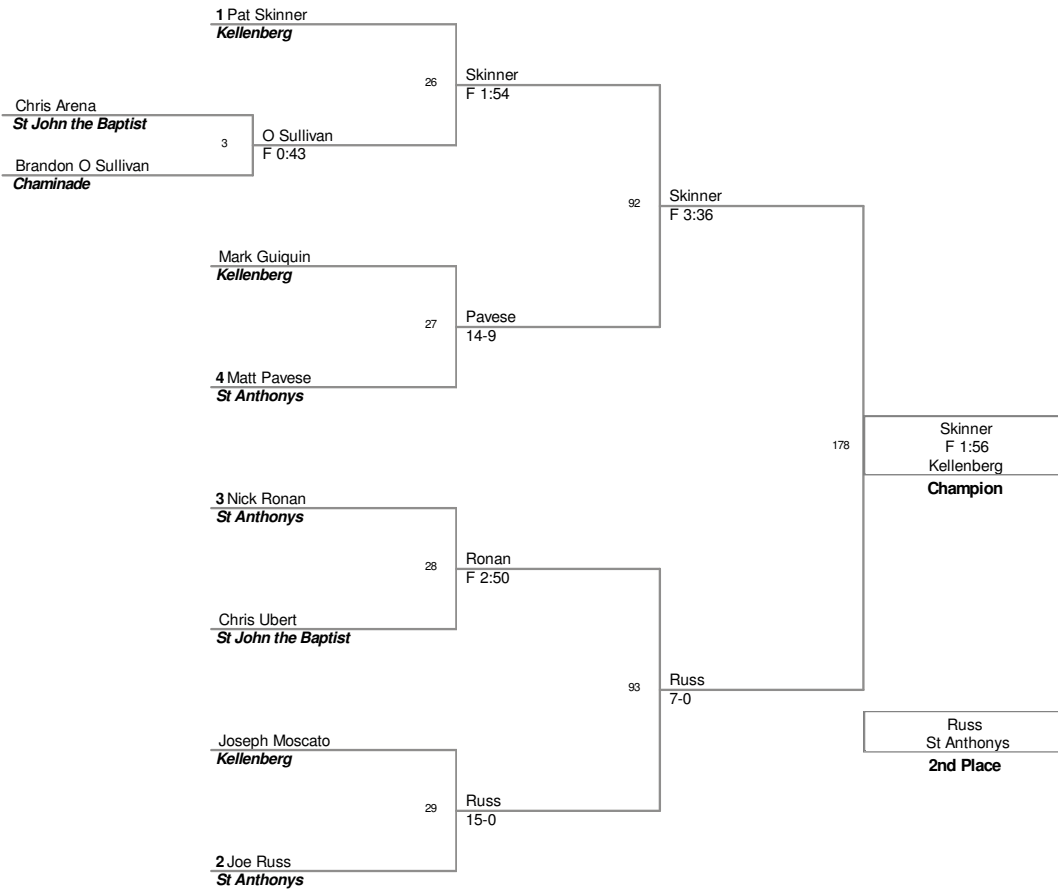 1 Pat Skinner
Kellenberg
26
Skinner
F 1:54
Chris Arena
St John the Baptist
3
O Sullivan
F 0:43
Brandon O Sullivan
Chaminade
92
Skinner
F 3:36
Mark Guiquin
Kellenberg
27
Pavese
14-9
4 Matt Pavese
St Anthonys
178
Skinner
F 1:56
Kellenberg
Champion
3 Nick Ronan
St Anthonys
28
Ronan
F 2:50
Chris Ubert
St John the Baptist
93
Russ
7-0
Russ
St Anthonys
2nd Place
Joseph Moscato
Kellenberg
29
Russ
15-0
2 Joe Russ
St Anthonys